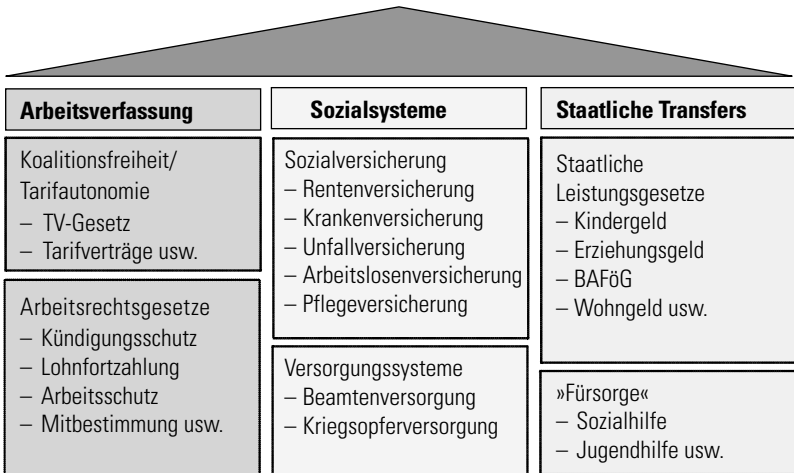 Arbeitsverfassung
Koalitionsfreiheit/
Tarifautonomie
– TV-Gesetz
– Tarifverträge usw.
Arbeitsrechtsgesetze
– Kündigungsschutz
– Lohnfortzahlung
– Arbeitsschutz
– Mitbestimmung usw.
Sozialsysteme
Sozialversicherung
– Rentenversicherung
– Krankenversicherung
– Unfallversicherung
– Arbeitslosenversicherung
– Pflegeversicherung
Versorgungssysteme
– Beamtenversorgung
– Kriegsopferversorgung
Staatliche Transfers
Staatliche
Leistungsgesetze
– Kindergeld
– Erziehungsgeld
– BAFöG
– Wohngeld usw.
»Fürsorge«
– Sozialhilfe
– Jugendhilfe usw.